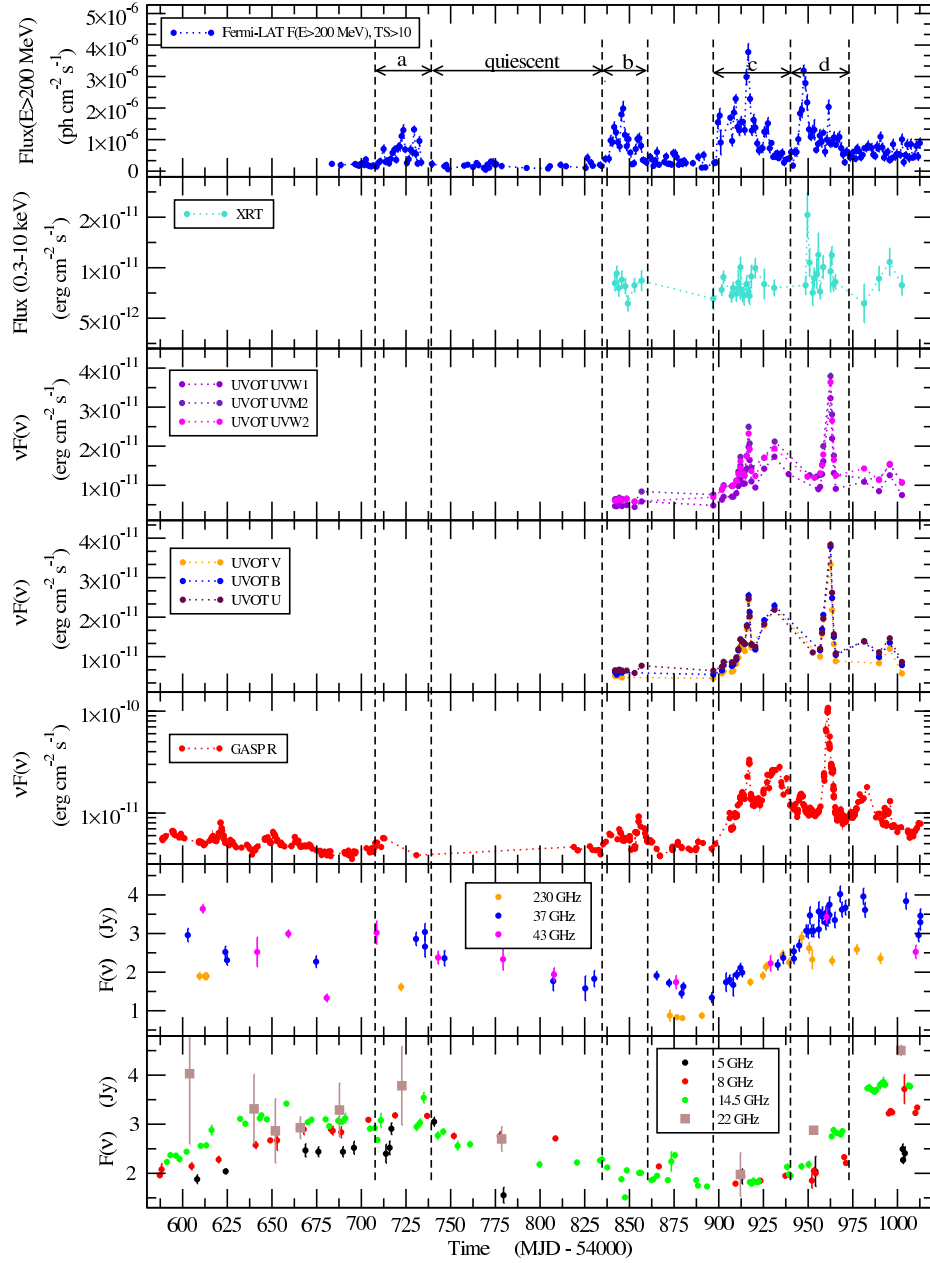 Flux(E>200 MeV)
(ph cm⁻² s⁻¹)
5×10⁻⁶
4×10⁻⁶
3×10⁻⁶
2×10⁻⁶
1×10⁻⁶
0
Fermi-LAT F(E>200 MeV), TS>10
a
quiescent
b
c
d
Flux (0.3-10 keV)
(erg cm⁻² s⁻¹)
2×10⁻¹¹
1×10⁻¹¹
5×10⁻¹²
XRT
νF(ν)
(erg cm⁻² s⁻¹)
4×10⁻¹¹
3×10⁻¹¹
2×10⁻¹¹
1×10⁻¹¹
UVOT UVW1
UVOT UVM2
UVOT UVW2
νF(ν)
(erg cm⁻² s⁻¹)
4×10⁻¹¹
3×10⁻¹¹
2×10⁻¹¹
1×10⁻¹¹
UVOT V
UVOT B
UVOT U
νF(ν)
(erg cm⁻² s⁻¹)
1×10⁻¹⁰
1×10⁻¹¹
GASP R
F(ν) (Jy)
4
3
2
1
230 GHz
37 GHz
43 GHz
F(ν) (Jy)
4
3
2
5 GHz
8 GHz
14.5 GHz
22 GHz
600 625 650 675 700 725 750 775 800 825 850 875 900 925 950 975 1000
Time (MJD - 54000)